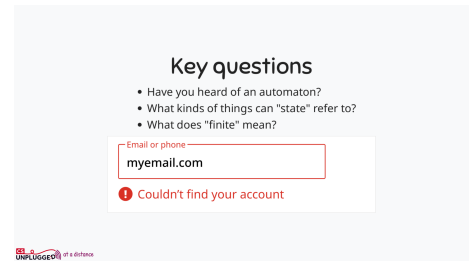 Key questions
• Have you heard of an automaton?
• What kinds of things can "state" refer to?
• What does "finite" mean?
Email or phone
myemail.com
Couldn't find your account
CS
UNPLUGGED at a distance